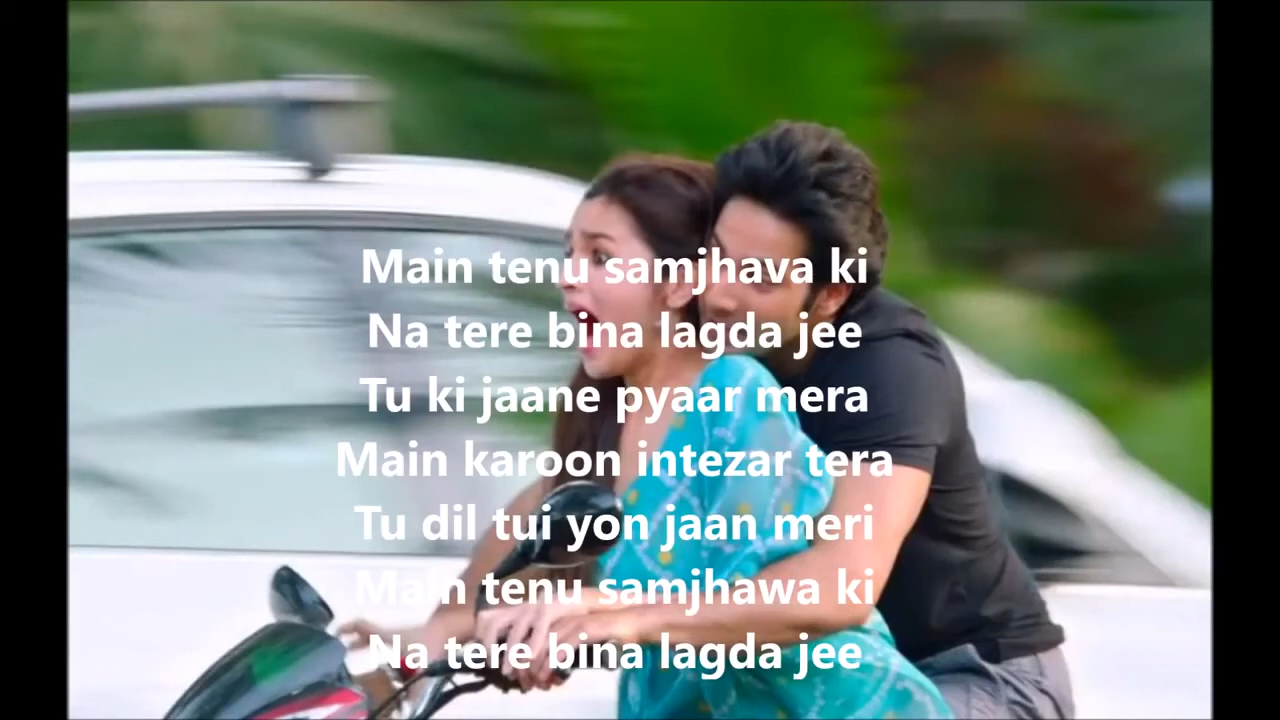 Main tenu samjhava ki
Na tere bina lagda jee
Tu ki jaane pyaar mera
Main karoon intezar tera
Tu dil tui yon jaan meri
Main tenu samjhawa ki
Na tere bina lagda jee